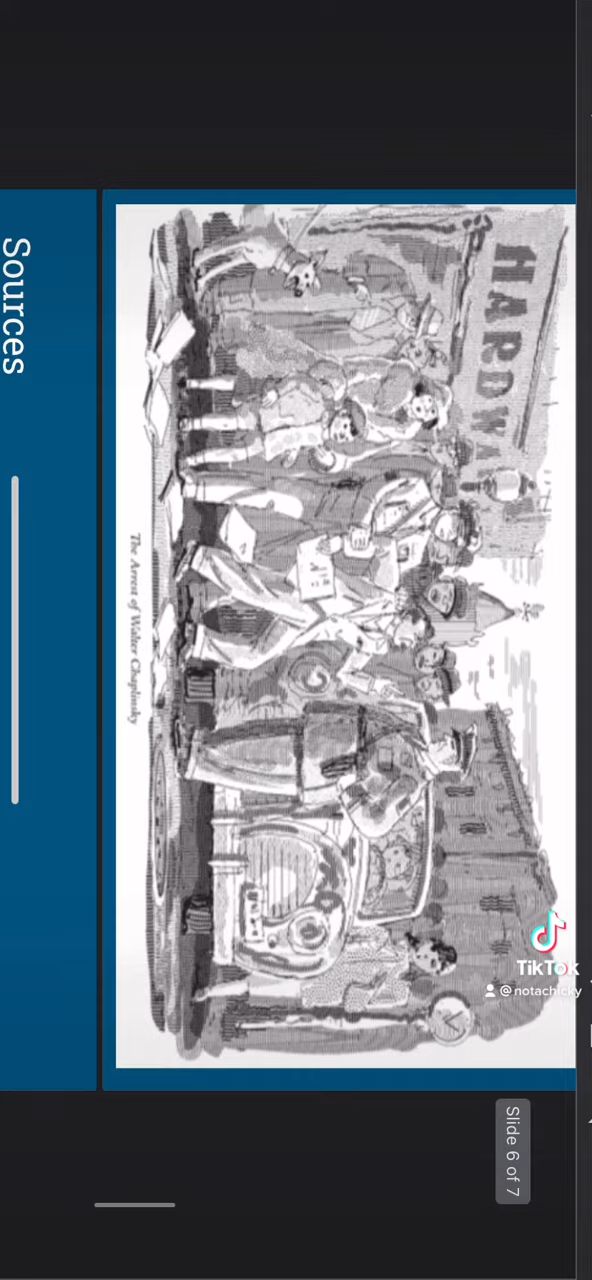 HARDWA
The Arrest of Walter Chaplinsky
Sources
Slide 6 of 7
TikTok
@notachicky